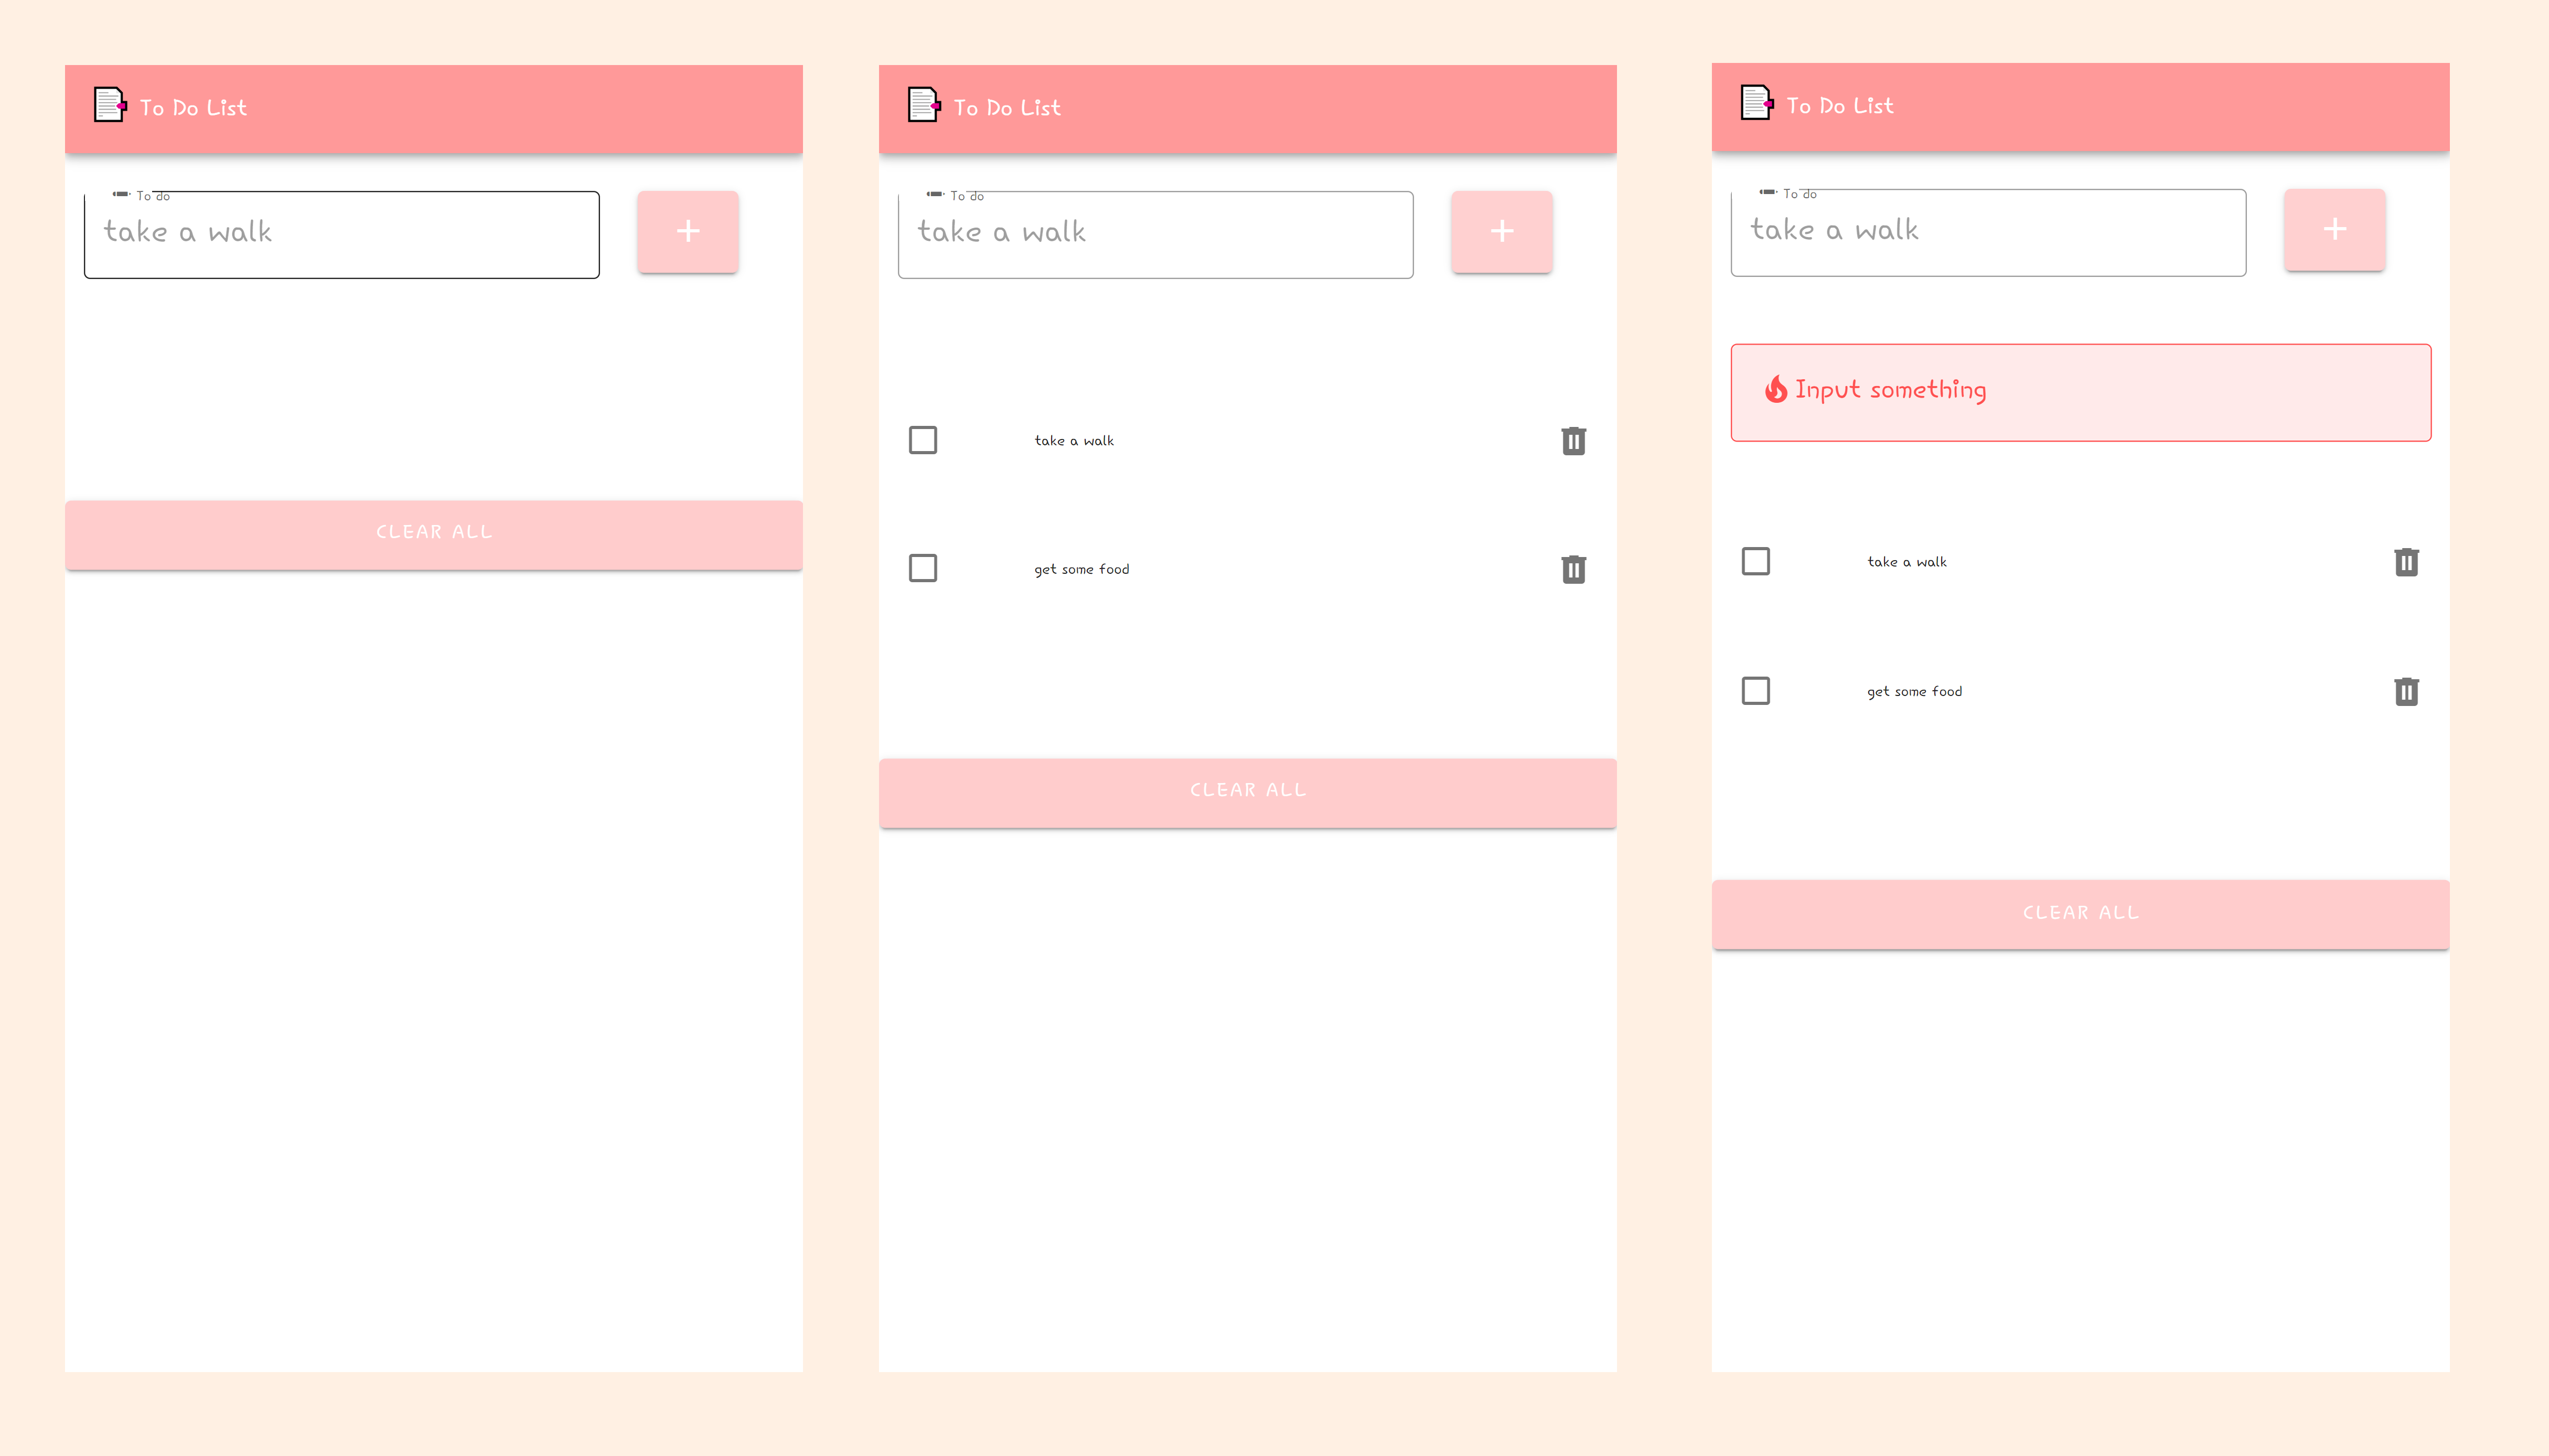 To Do List
To do
take a walk
+
CLEAR ALL
To Do List
To do
take a walk
+
take a walk
get some food
CLEAR ALL
To Do List
To do
take a walk
+
Input something
take a walk
get some food
CLEAR ALL